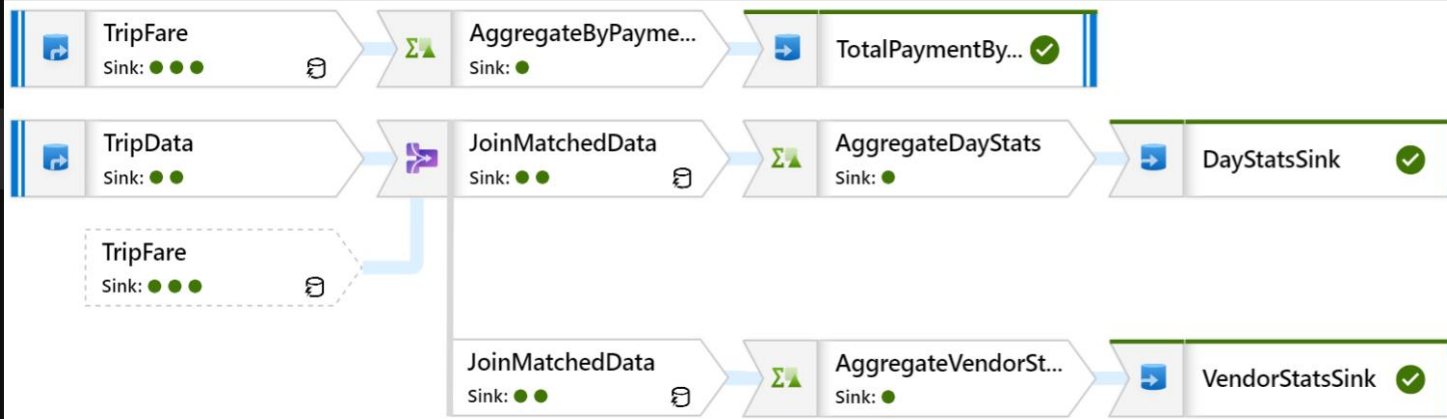 TripFare
Sink:
AggregateByPayme...
Sink:
TotalPaymentBy...
TripData
Sink:
JoinMatchedData
Sink:
AggregateDayStats
Sink:
DayStatsSink
TripFare
Sink:
JoinMatchedData
Sink:
AggregateVendorSt...
Sink:
VendorStatsSink